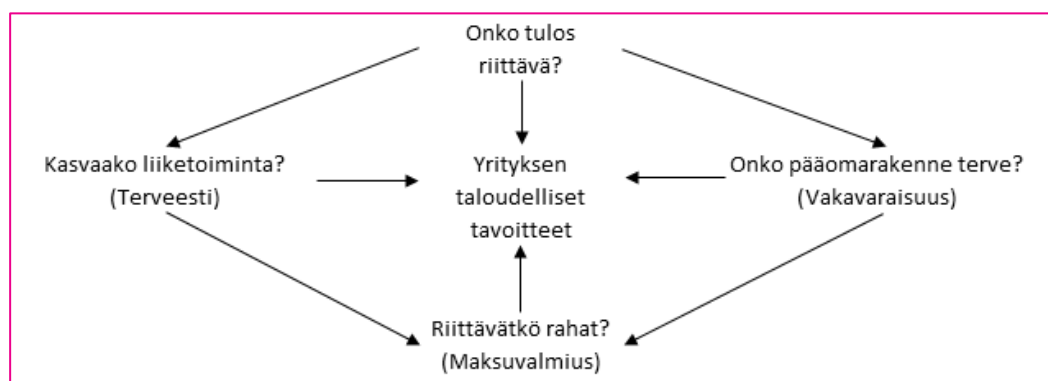 Onko tulos
riittävä?
Kasvaako liiketoiminta?
(Terveesti)
Yrityksen
taloudelliset
tavoitteet
Onko pääomarakenne terve?
(Vakavaraisuus)
Riittävätkö rahat?
(Maksuvalmius)